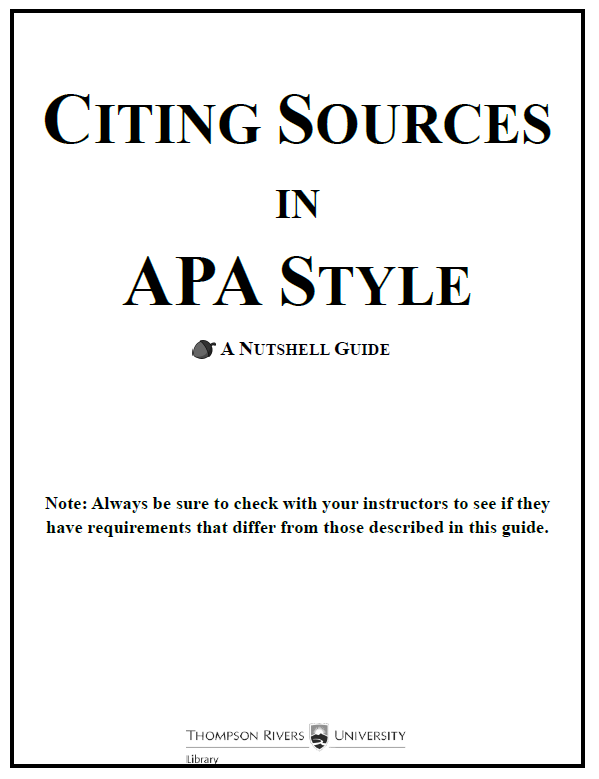 CITING SOURCES
IN
APA STYLE
A NUTSHELL GUIDE
Note: Always be sure to check with your instructors to see if they
have requirements that differ from those described in this guide.
THOMPSON RIVERS UNIVERSITY
Library